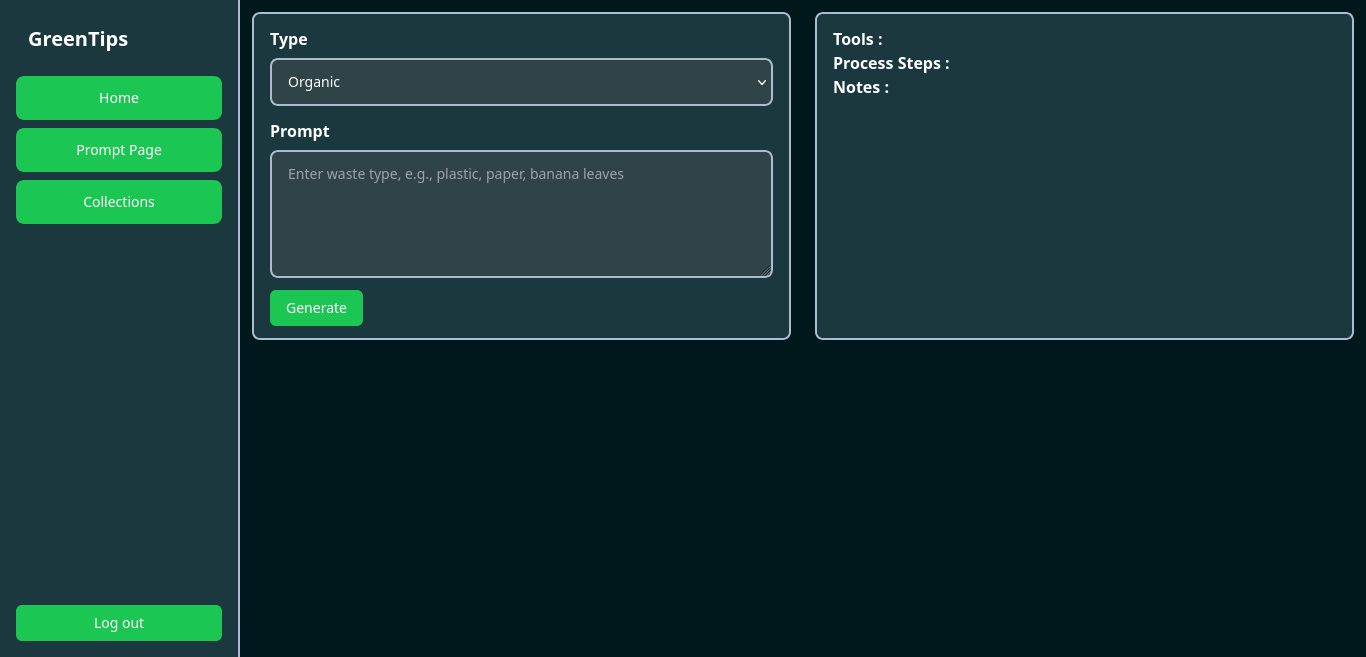 GreenTips
Home
Prompt Page
Collections
Log out
Type
Organic
Prompt
Enter waste type, e.g., plastic, paper, banana leaves
Generate
Tools :
Process Steps :
Notes :